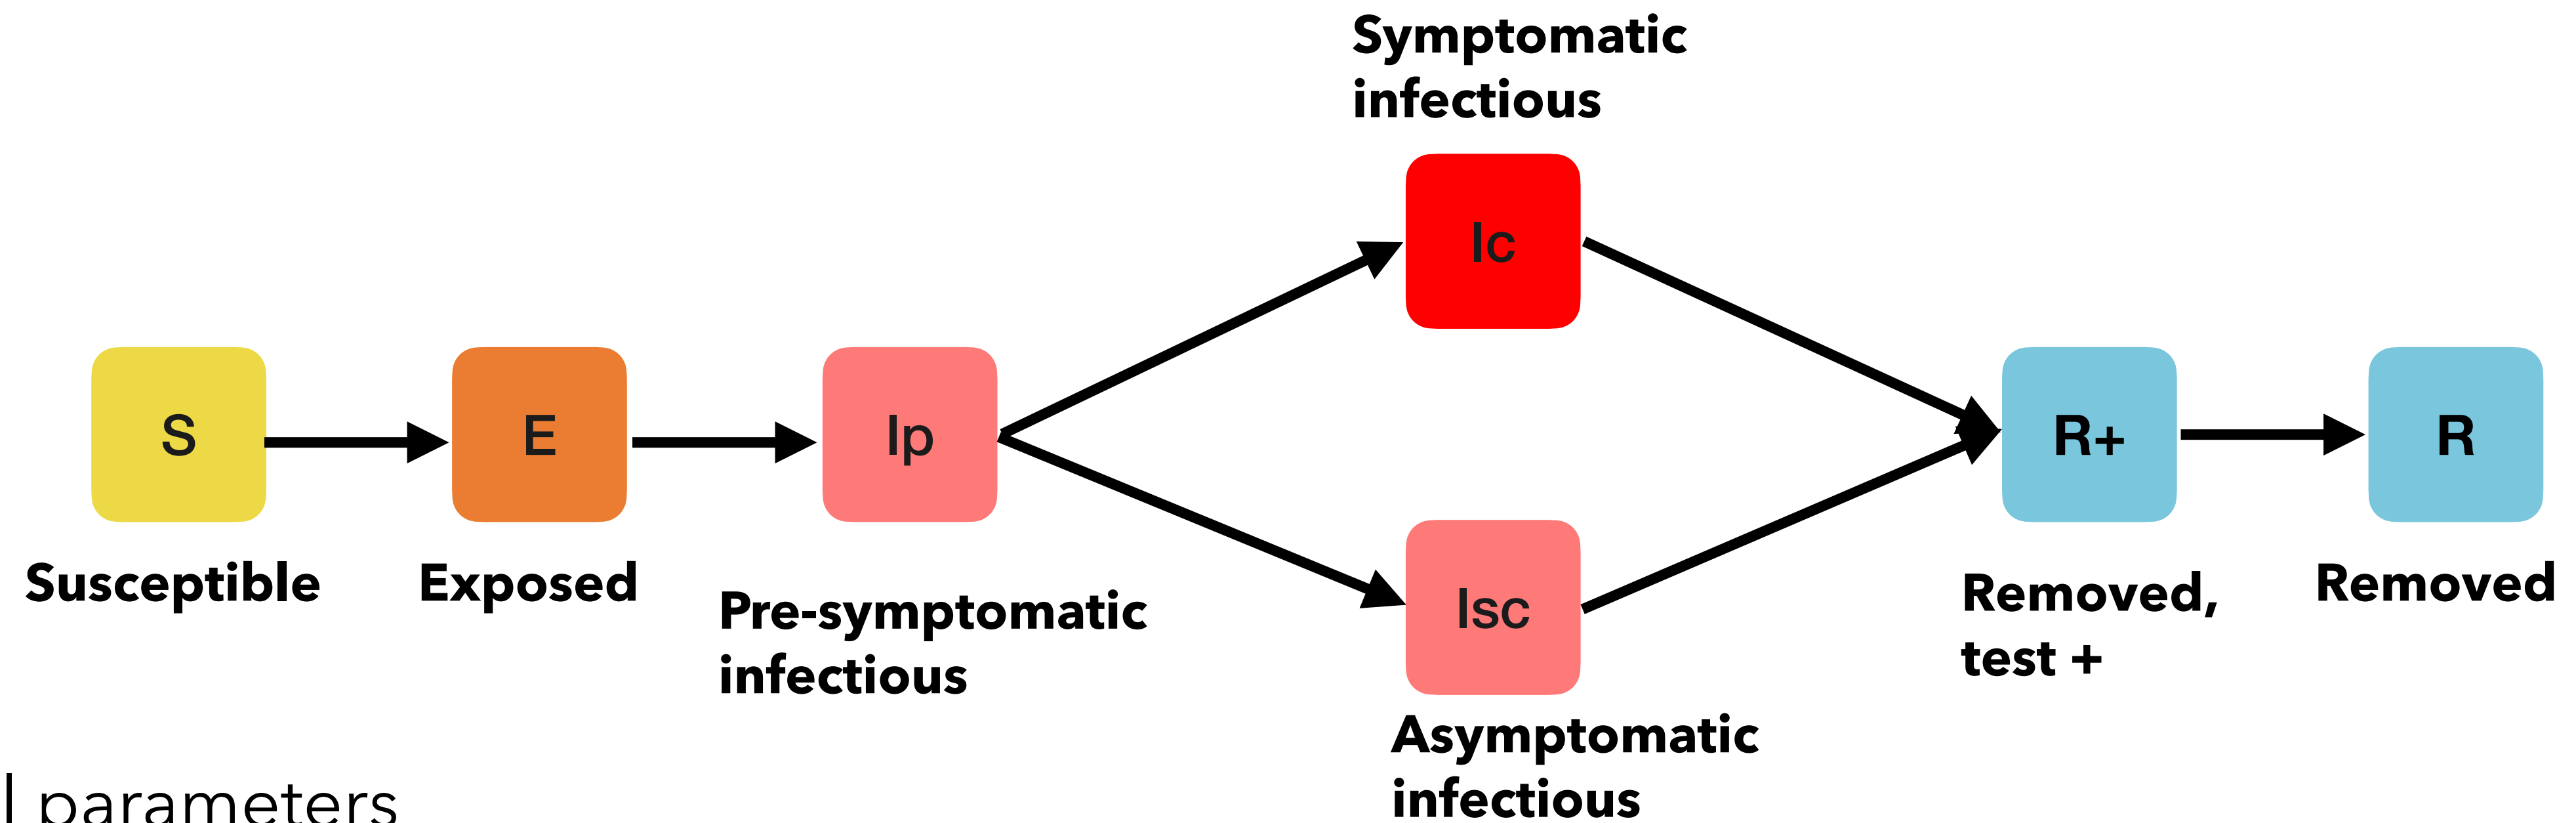 Symptomatic
infectious
Ic
S
E
Ip
R+
R
Susceptible
Exposed
Pre-symptomatic
infectious
Isc
Removed,
test +
Removed
Asymptomatic
infectious
parameters